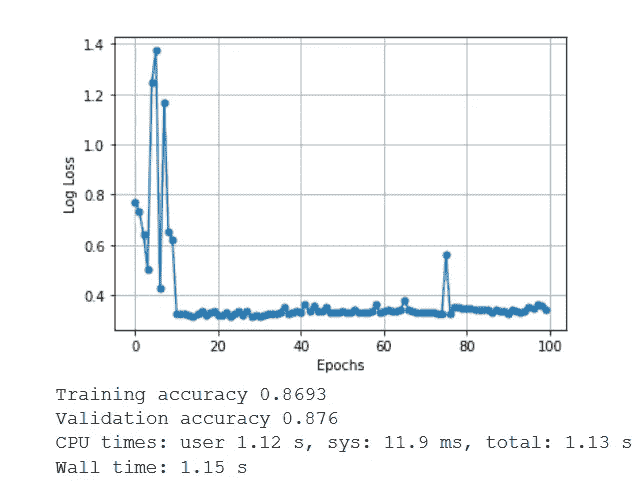 1.4
1.2
1.0
0.8
0.6
0.4
Log Loss
0 20 40 60 80 100
Epochs
Training accuracy 0.8693
Validation accuracy 0.876
CPU times: user 1.12 s, sys: 11.9 ms, total: 1.13 s
Wall time: 1.15 s